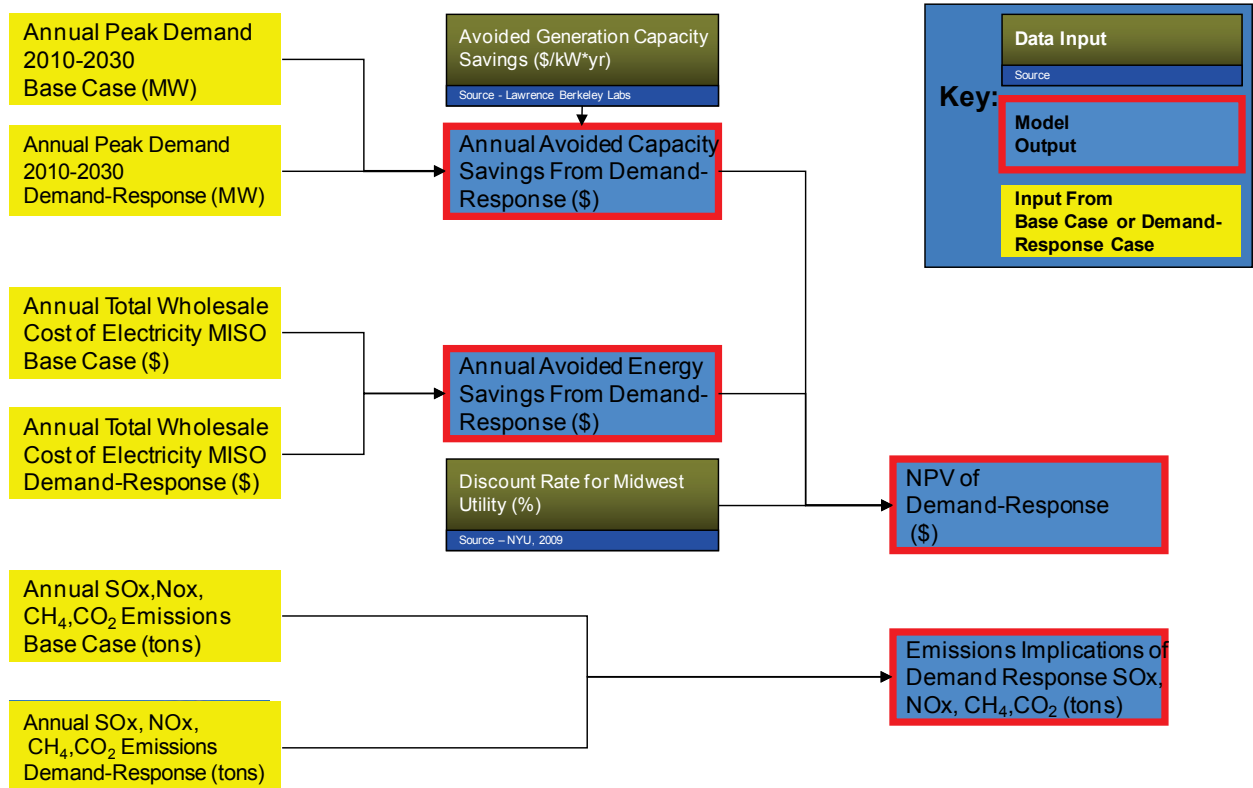 Annual Peak Demand
2010-2030
Base Case (MW)
Annual Peak Demand
2010-2030
Demand-Response (MW)
Annual Total Wholesale
Cost of Electricity MISO
Base Case ($)
Annual Total Wholesale
Cost of Electricity MISO
Demand-Response ($)
Annual SOx,Nox,
CH₄,CO₂ Emissions
Base Case (tons)
Annual SOx, NOx,
CH₄,CO₂ Emissions
Demand-Response (tons)
Avoided Generation Capacity
Savings ($/kW*yr)
Source - Lawrence Berkeley Labs
Annual Avoided Capacity
Savings From Demand-
Response ($)
Annual Avoided Energy
Savings From Demand-
Response ($)
Discount Rate for Midwest
Utility (%)
Source – NYU, 2009
NPV of
Demand-Response
($)
Emissions Implications of
Demand Response SOx,
NOx, CH₄,CO₂ (tons)
Key:
Data Input
Source
Model
Output
Input From
Base Case or Demand-
Response Case